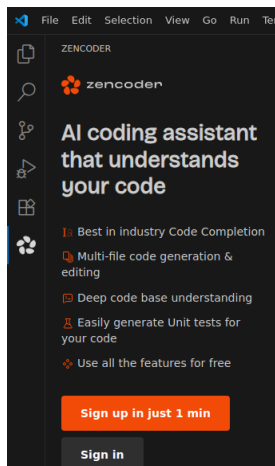 File Edit Selection View Go Run
ZENCODER
zencoder
AI coding assistant
that understands
your code
Best in industry Code Completion
Multi-file code generation &
editing
Deep code base understanding
Easily generate Unit tests for
your code
Use all the features for free
Sign up in just 1 min
Sign in